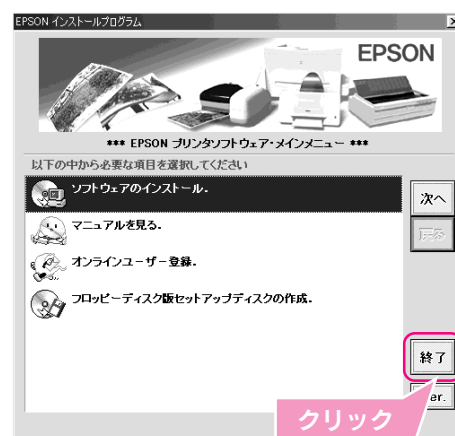 EPSON インストールプログラム
EPSON
*** EPSON プリンタソフトウェア・メインメニュー ***
以下の中から必要な項目を選択してください
ソフトウェアのインストール.
次へ
マニュアルを見る.
戻る
オンラインユーザー登録.
フロッピーディスク版セットアップディスクの作成.
終了
er.
クリック